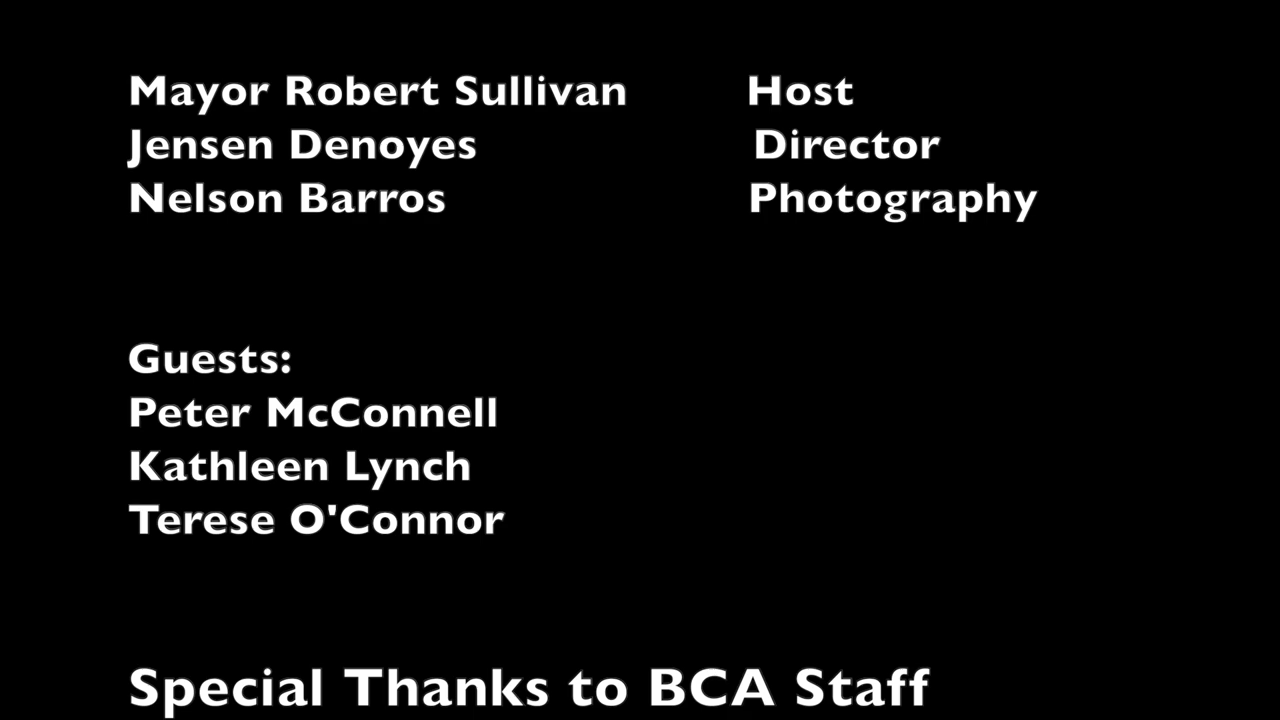 Mayor Robert Sullivan Host
Jensen Denoyes Director
Nelson Barros Photography
Guests:
Peter McConnell
Kathleen Lynch
Terese O'Connor
Special Thanks to BCA Staff